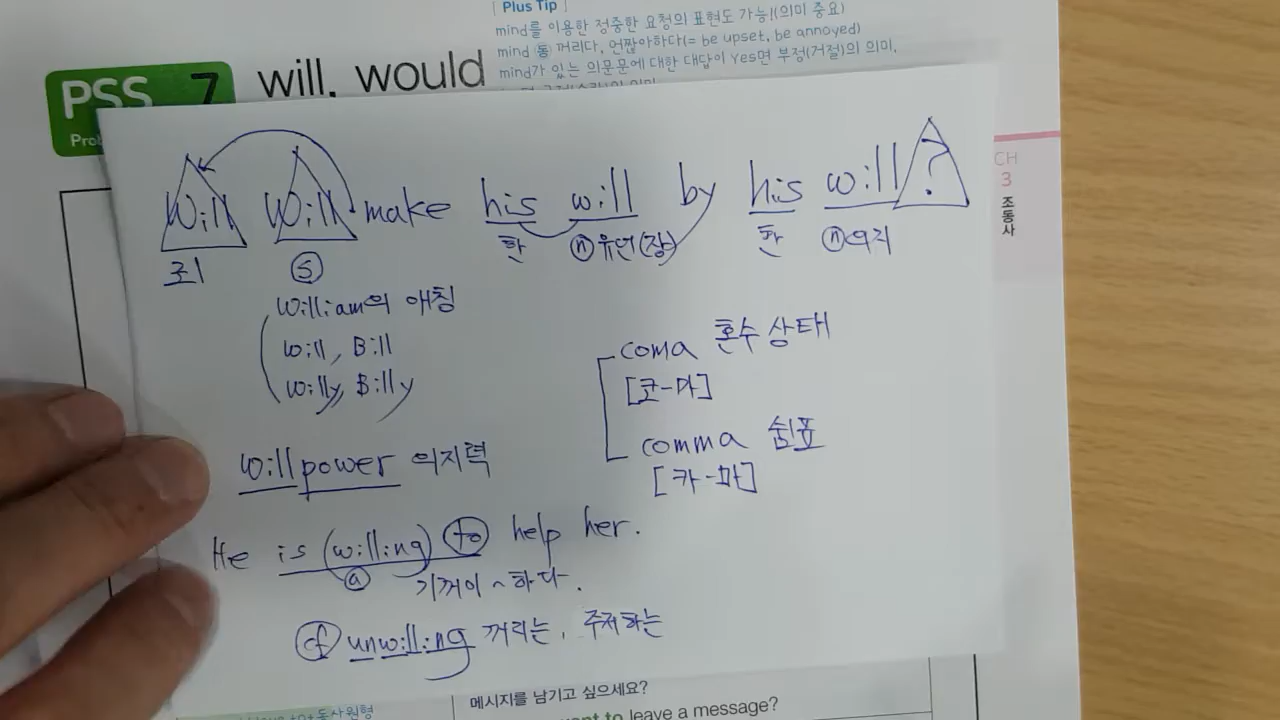 [ Plus Tip ]
mind를 이용한 정중한 요청의 표현도 가능!(의미 중요)
mind (동) 꺼리다, 언짢아하다(= be upset, be annoyed)
mind가 있는 의문문에 대한 대답이 Yes면 부정(거절)의 의미,
PSS 7 will, would
CH
3
조동사
Will Will make his will by his will?
조 ⓢ 한 ⓝ유언(장) 한 ⓝ의지
William의 애칭
Will, Bill
Willy, Billy
coma 혼수 상태
[코-마]
comma 쉼표
[카-마]
willpower 의지력
He is (willing) to help her.
ⓐ 기꺼이 ~하다.
cf unwilling 꺼리는, 주저하는
메시지를 남기고 싶으세요?
to leave a message?